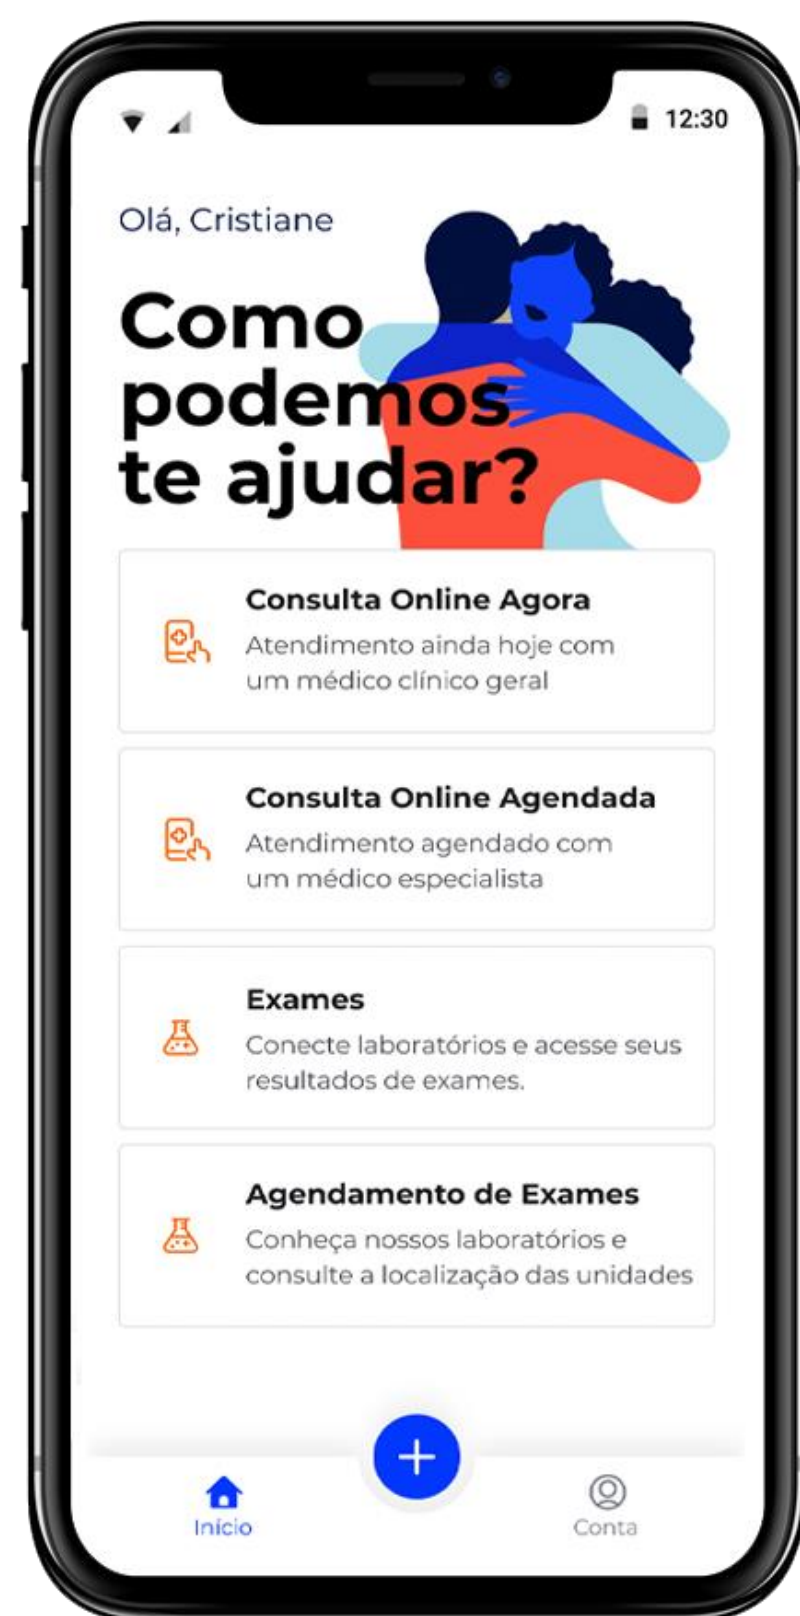 12:30
Olá, Cristiane
Como
podemos
te ajudar?
Consulta Online Agora
Atendimento ainda hoje com
um médico clínico geral
Consulta Online Agendada
Atendimento agendado com
um médico especialista
Exames
Conecte laboratórios e acesse seus
resultados de exames.
Agendamento de Exames
Conheça nossos laboratórios e
consulte a localização das unidades
Início
Conta